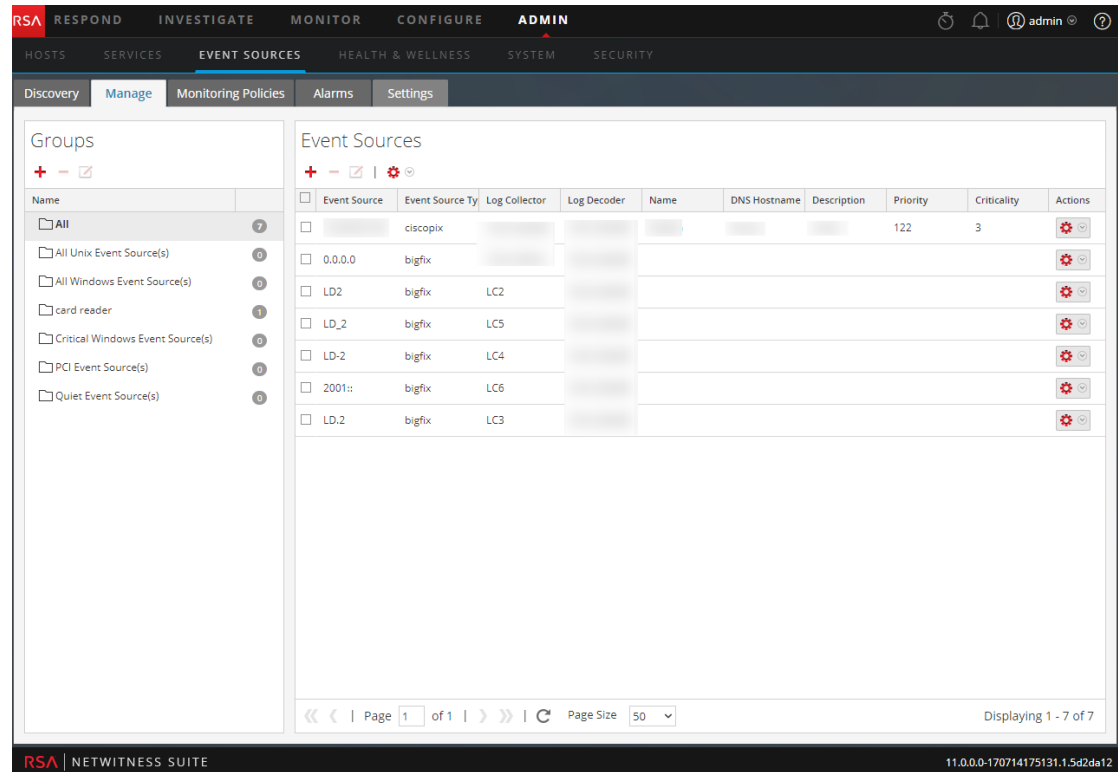 RSA RESPOND INVESTIGATE MONITOR CONFIGURE ADMIN admin
HOSTS SERVICES EVENT SOURCES HEALTH & WELLNESS SYSTEM SECURITY
Discovery Manage Monitoring Policies Alarms Settings
Groups
Name
All 7
All Unix Event Source(s) 0
All Windows Event Source(s) 0
card reader 1
Critical Windows Event Source(s) 0
PCI Event Source(s) 0
Quiet Event Source(s) 0
Event Sources
Event Source Event Source Ty Log Collector Log Decoder Name DNS Hostname Description Priority Criticality Actions
ciscopix 122 3
0.0.0.0 bigfix
LD2 bigfix LC2
LD_2 bigfix LC5
LD-2 bigfix LC4
2001:: bigfix LC6
LD.2 bigfix LC3
Page 1 of 1 Page Size 50 Displaying 1 - 7 of 7
RSA NETWITNESS SUITE 11.0.0.0-170714175131.1.5d2da12